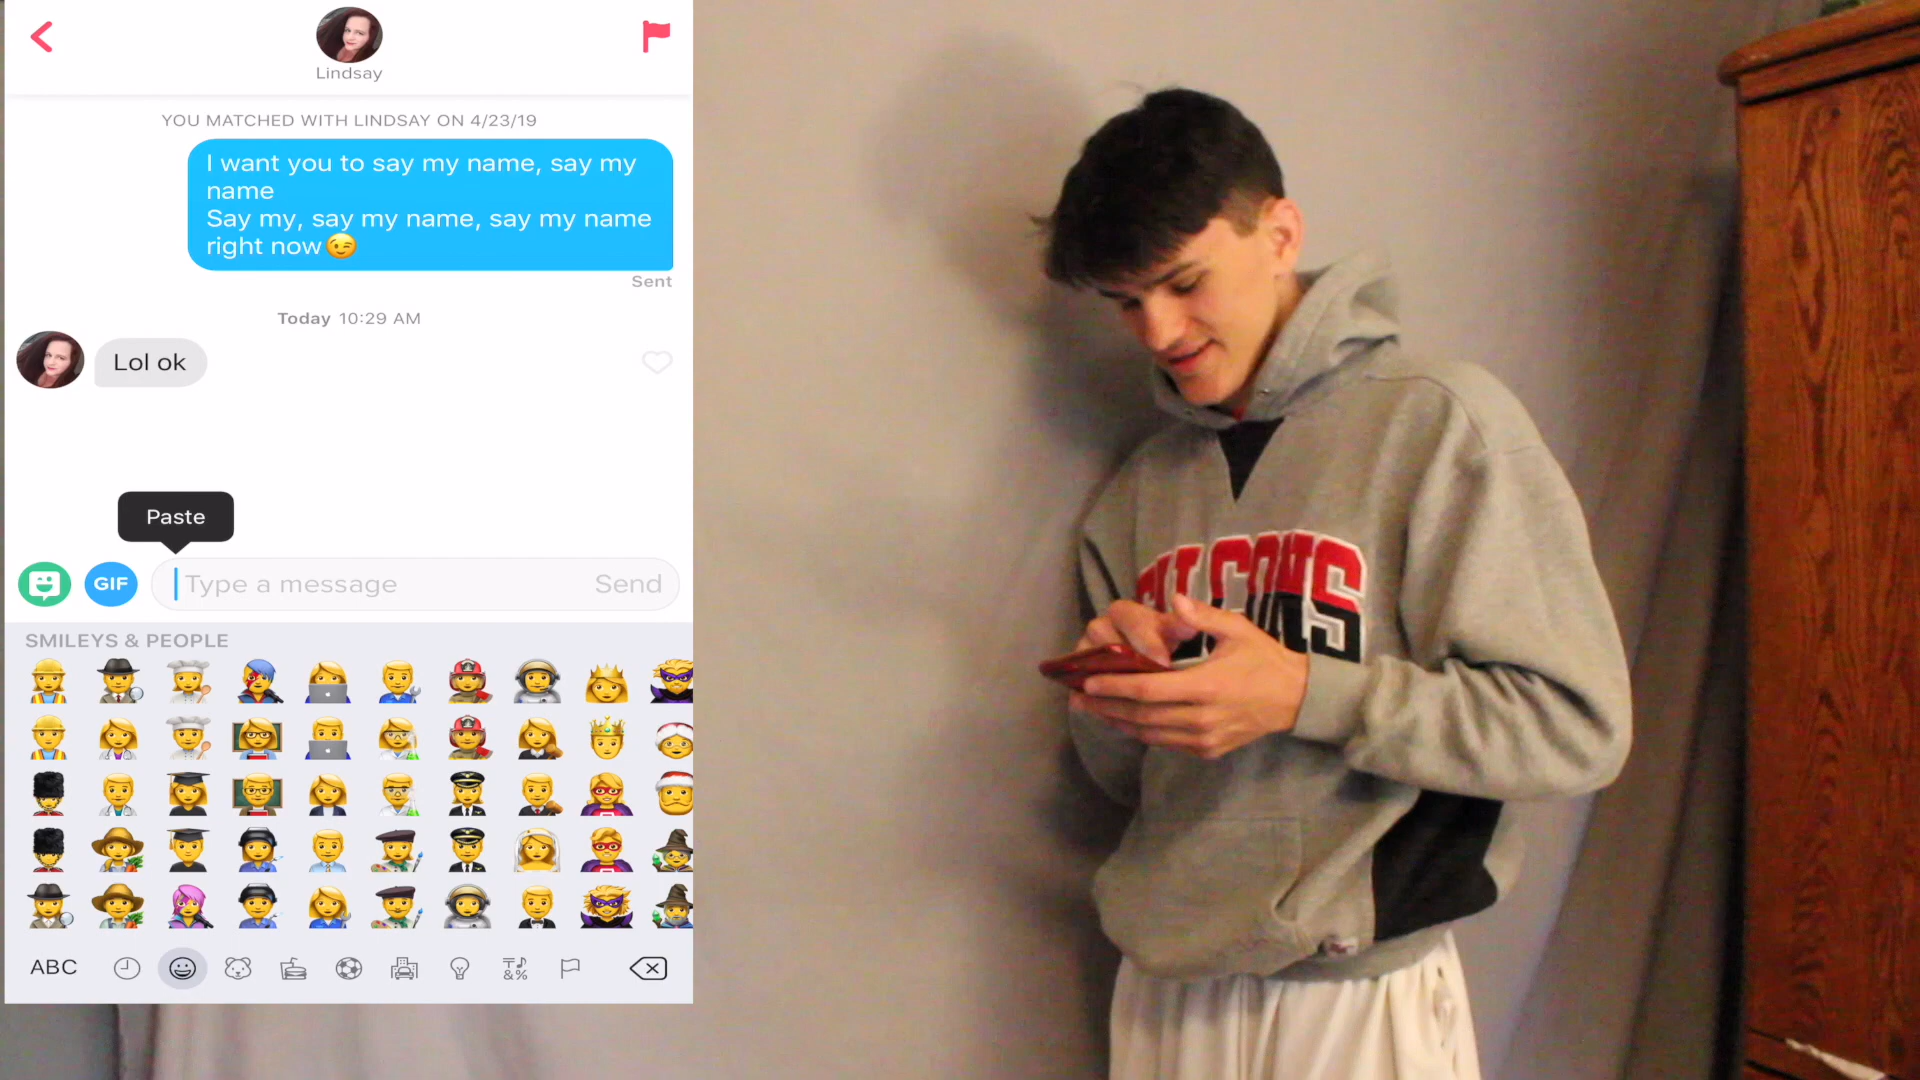 Lindsay
YOU MATCHED WITH LINDSAY ON 4/23/19
I want you to say my name, say my
name
Say my, say my name, say my name
right now😉
Sent
Today 10:29 AM
Lol ok
Paste
GIF
Type a message
Send
SMILEYS & PEOPLE
ABC
&%
FALCONS